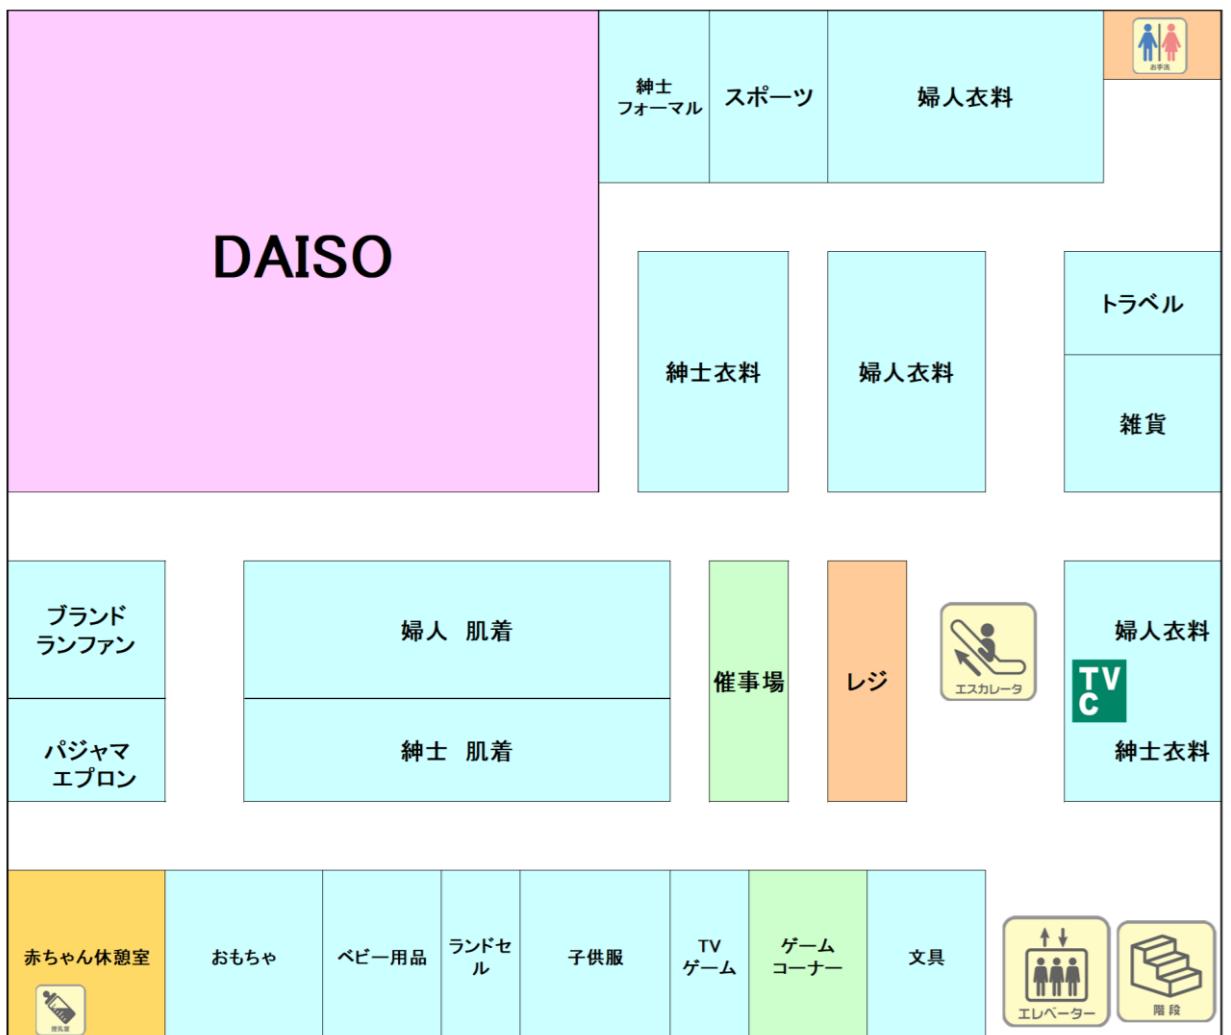 お手洗
紳士
フォーマル
スポーツ
婦人衣料
DAISO
トラベル
紳士衣料
婦人衣料
雑貨
ブランド
ランファン
婦人 肌着
婦人衣料
催事場
レジ
エスカレータ
TV
C
パジャマ
エプロン
紳士 肌着
紳士衣料
赤ちゃん休憩室
おもちゃ
ベビー用品
ランドセ
ル
子供服
TV
ゲーム
ゲーム
コーナー
文具
エレベーター
階段
授乳室